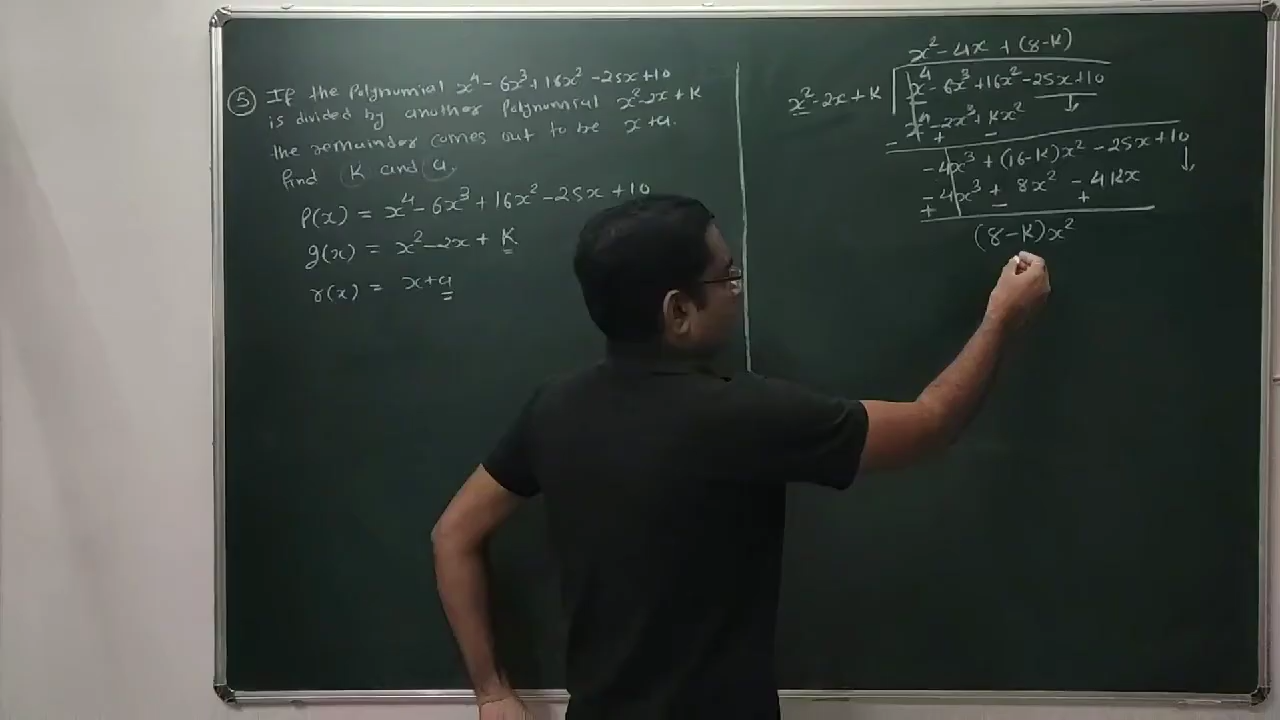 ⑤ If the Polynomial x⁴ - 6x³ + 16x² - 25x + 10
is divided by another Polynomial x² - 2x + K
the remainder comes out to be x + a.
find K and a.
P(x) = x⁴ - 6x³ + 16x² - 25x + 10
g(x) = x² - 2x + K
r(x) = x + a
x² - 4x + (8-K)
x² - 2x + K
x⁴ - 6x³ + 16x² - 25x + 10
x⁴ - 2x³ + Kx²
- + -
- 4x³ + (16-K)x² - 25x + 10
- 4x³ + 8x² - 4Kx
+ - +
(8-K)x²